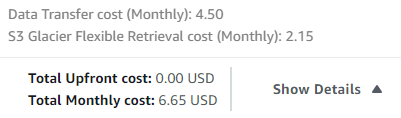 Data Transfer cost (Monthly): 4.50
S3 Glacier Flexible Retrieval cost (Monthly): 2.15
Total Upfront cost: 0.00 USD
Total Monthly cost: 6.65 USD
Show Details ▲